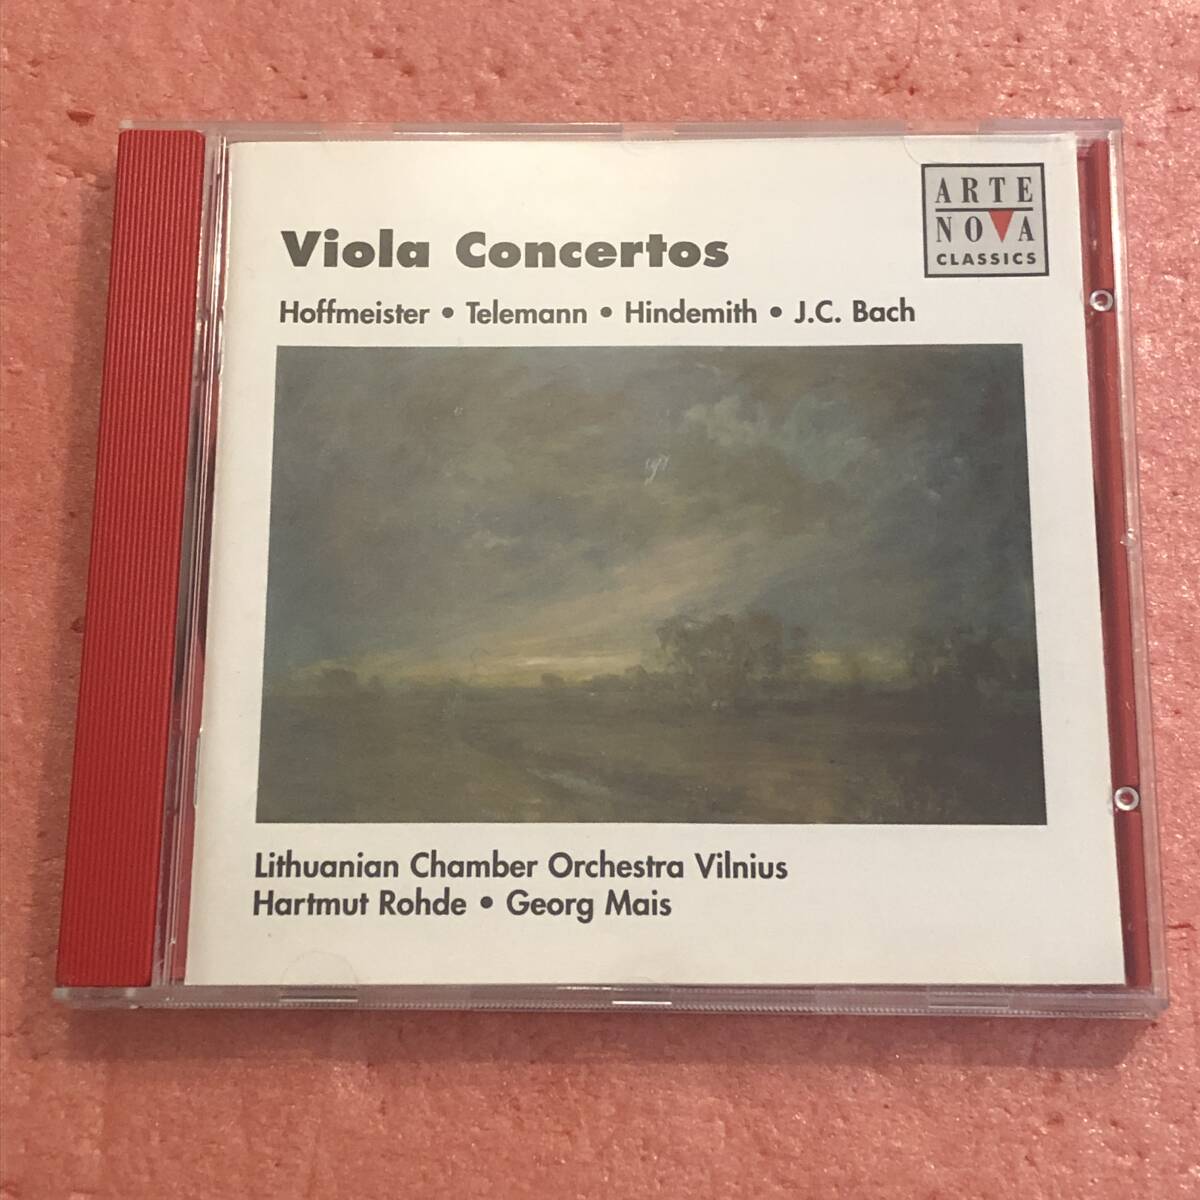 ARTE
NOVA
CLASSICS
Viola Concertos
Hoffmeister • Telemann • Hindemith • J.C. Bach
Lithuanian Chamber Orchestra Vilnius
Hartmut Rohde • Georg Mais